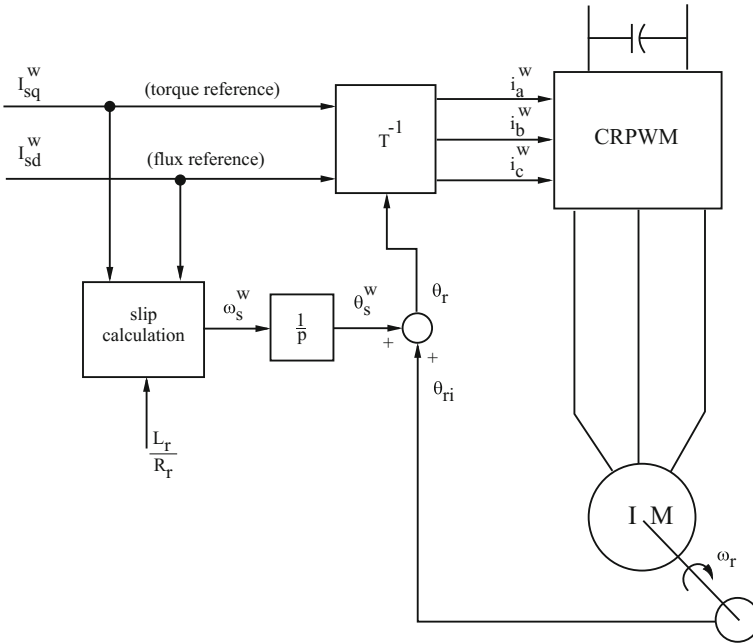 I_sq^w
(torque reference)
I_sd^w
(flux reference)
T^-1
i_a^w
i_b^w
i_c^w
CRPWM
slip
calculation
ω_s^w
1/p
θ_s^w
θ_r
+
+
θ_ri
L_r
R_r
I M
ω_r